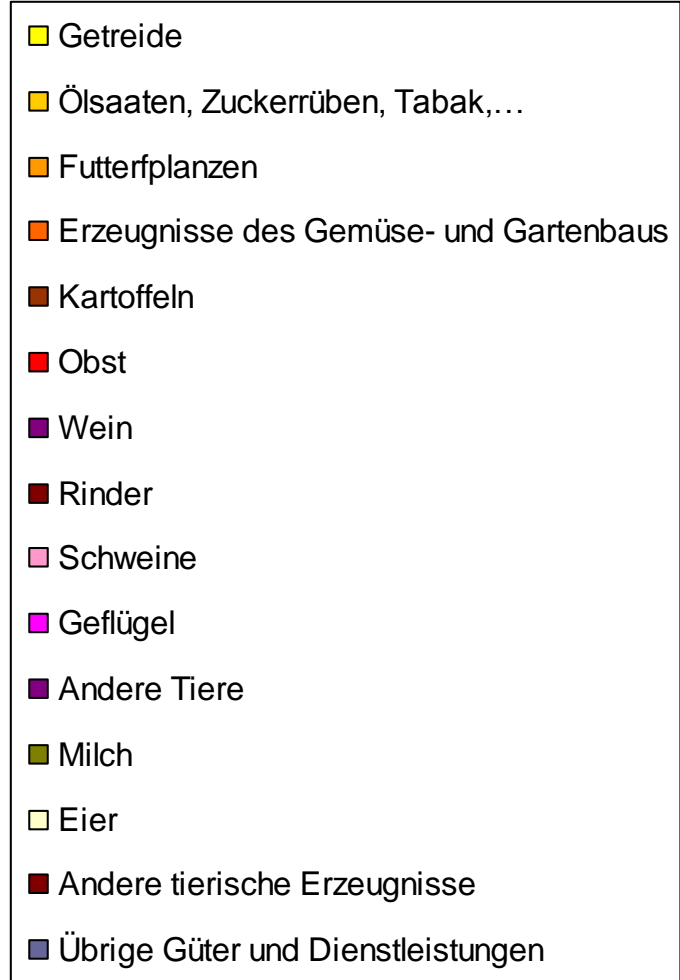 Getreide
Ölsaaten, Zuckerrüben, Tabak,...
Futterfplanzen
Erzeugnisse des Gemüse- und Gartenbaus
Kartoffeln
Obst
Wein
Rinder
Schweine
Geflügel
Andere Tiere
Milch
Eier
Andere tierische Erzeugnisse
Übrige Güter und Dienstleistungen